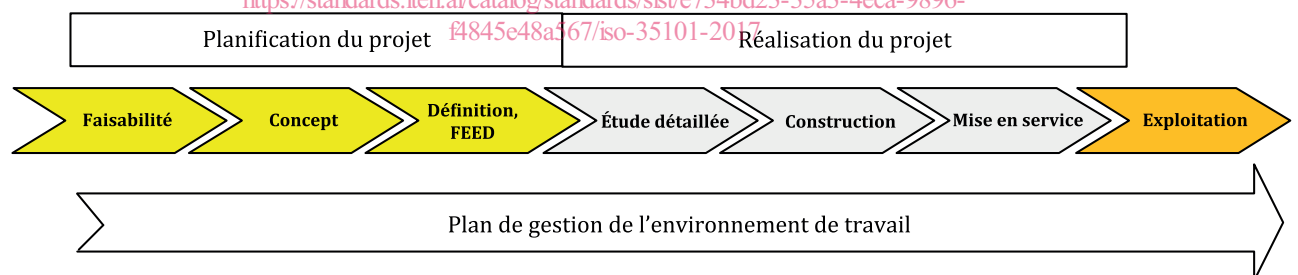 https://standards.iteh.ai/catalog/standards/sist/e734bd23-55a3-4eca-9896-
f4845e48a567/iso-35101-2017
Planification du projet
Réalisation du projet
Faisabilité
Concept
Définition,
FEED
Étude détaillée
Construction
Mise en service
Exploitation
Plan de gestion de l’environnement de travail